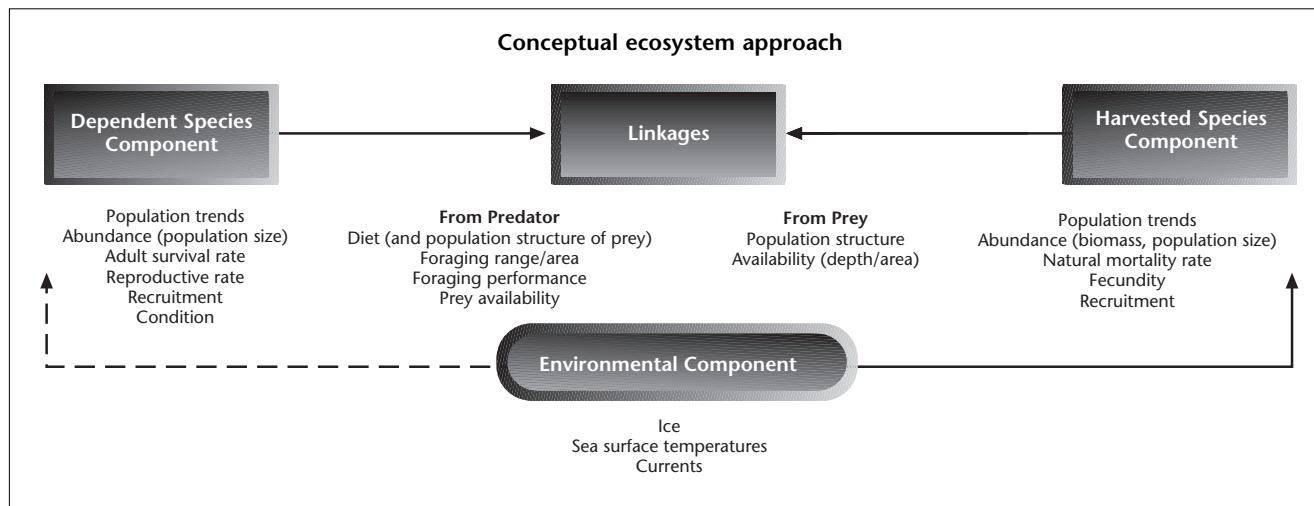 Conceptual ecosystem approach
Dependent Species
Component
Linkages
Harvested Species
Component
Population trends
Abundance (population size)
Adult survival rate
Reproductive rate
Recruitment
Condition
From Predator
Diet (and population structure of prey)
Foraging range/area
Foraging performance
Prey availability
From Prey
Population structure
Availability (depth/area)
Population trends
Abundance (biomass, population size)
Natural mortality rate
Fecundity
Recruitment
Environmental Component
Ice
Sea surface temperatures
Currents